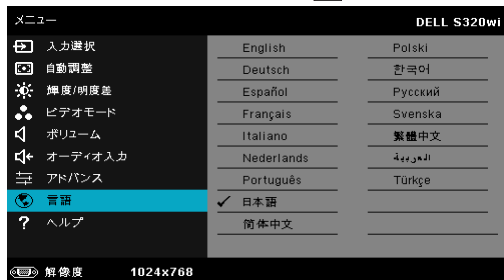 メニュー
DELL S320wi
入力選択
自動調整
輝度/明度差
ビデオモード
ボリューム
オーディオ入力
アドバンス
言語
ヘルプ
English
Deutsch
Español
Français
Italiano
Nederlands
Português
日本語
简体中文
Polski
한국어
Русский
Svenska
繁體中文
العربية
Türkçe
解像度 1024x768